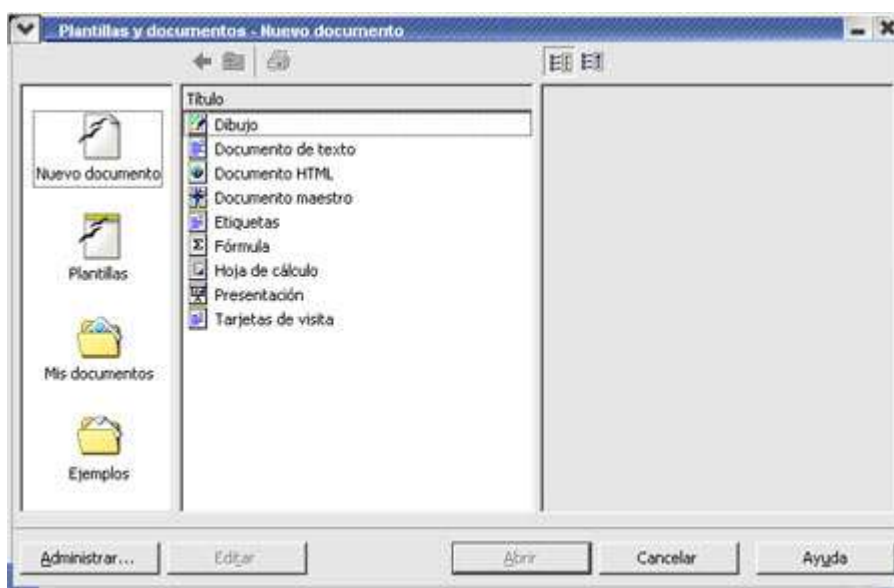 Plantillas y documentos - Nuevo documento
Título
Dibujo
Documento de texto
Documento HTML
Documento maestro
Etiquetas
Fórmula
Hoja de cálculo
Presentación
Tarjetas de visita
Nuevo documento
Plantillas
Mis documentos
Ejemplos
Administrar...
Editar
Abrir
Cancelar
Ayuda